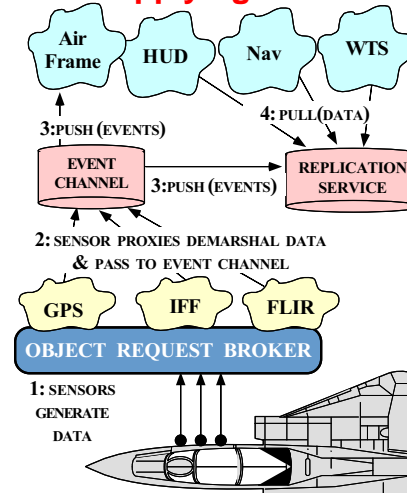 Air
Frame
HUD
Nav
WTS
3:PUSH (EVENTS)
4:PULL(DATA)
EVENT
CHANNEL
3:PUSH (EVENTS)
REPLICATION
SERVICE
2: SENSOR PROXIES DEMARSHAL DATA
& PASS TO EVENT CHANNEL
GPS
IFF
FLIR
OBJECT REQUEST BROKER
1: SENSORS
GENERATE
DATA